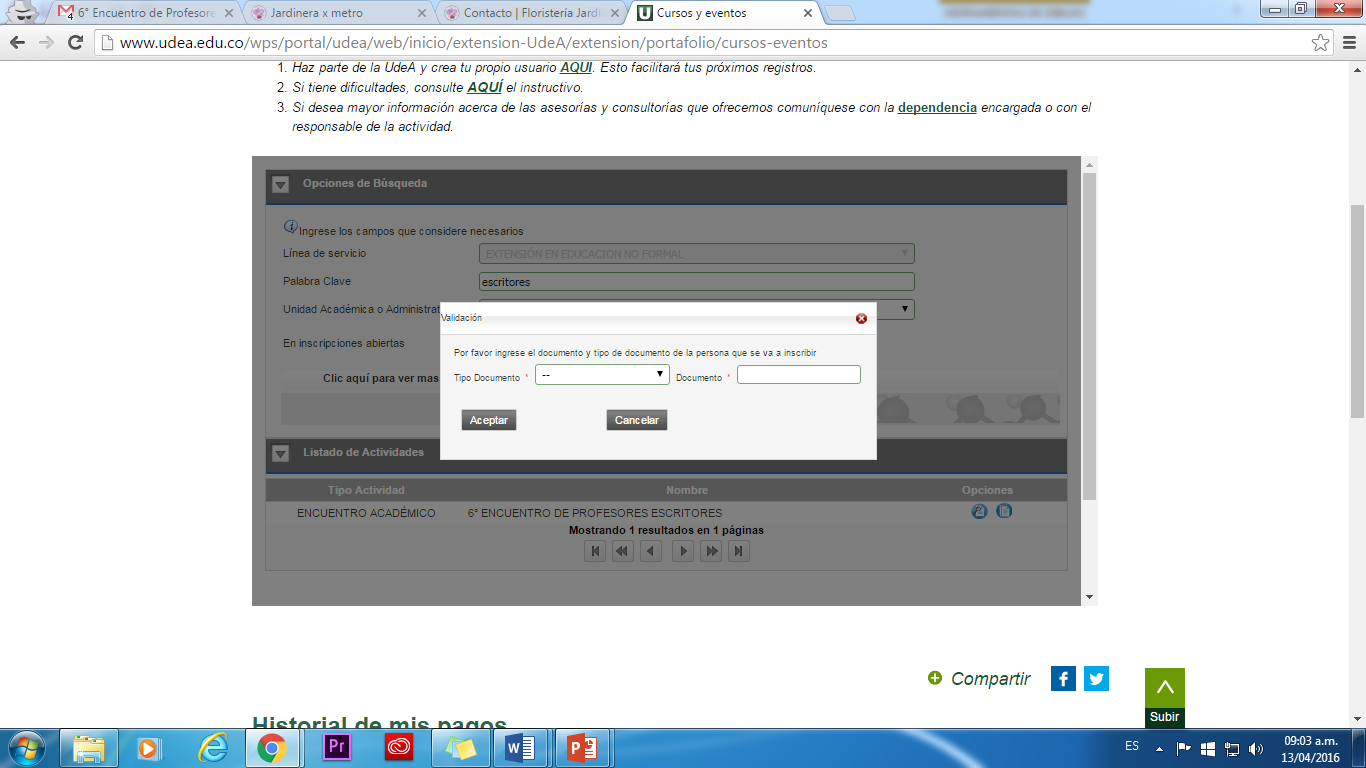 6° Encuentro de Profesore
Jardinera x metro
Contacto | Floristería Jardi
Cursos y eventos
www.udea.edu.co/wps/portal/udea/web/inicio/extension-UdeA/extension/portafolio/cursos-eventos
1. Haz parte de la UdeA y crea tu propio usuario AQUI. Esto facilitará tus próximos registros.
2. Si tiene dificultades, consulte AQUÍ el instructivo.
3. Si desea mayor información acerca de las asesorías y consultorías que ofrecemos comuníquese con la dependencia encargada o con el
responsable de la actividad.
Opciones de Búsqueda
Ingrese los campos que considere necesarios
Línea de servicio EXTENSIÓN EN EDUCACION NO FORMAL
Palabra Clave escritores
Unidad Académica o Administrat
En inscripciones abiertas
Clic aquí para ver mas
Validación
Por favor ingrese el documento y tipo de documento de la persona que se va a inscribir
Tipo Documento * -- Documento *
Aceptar Cancelar
Listado de Actividades
Tipo Actividad Nombre Opciones
ENCUENTRO ACADÉMICO 6° ENCUENTRO DE PROFESORES ESCRITORES
Mostrando 1 resultados en 1 páginas
Compartir
Subir
Historial de mis pagos
ES
09:03 a.m.
13/04/2016